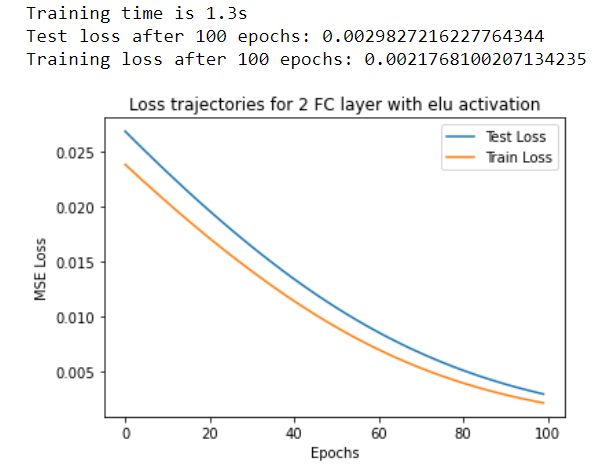 Training time is 1.3s
Test loss after 100 epochs: 0.0029827216227764344
Training loss after 100 epochs: 0.0021768100207134235
Loss trajectories for 2 FC layer with elu activation
Test Loss
Train Loss
0.025
0.020
0.015
0.010
0.005
MSE Loss
0 20 40 60 80 100
Epochs